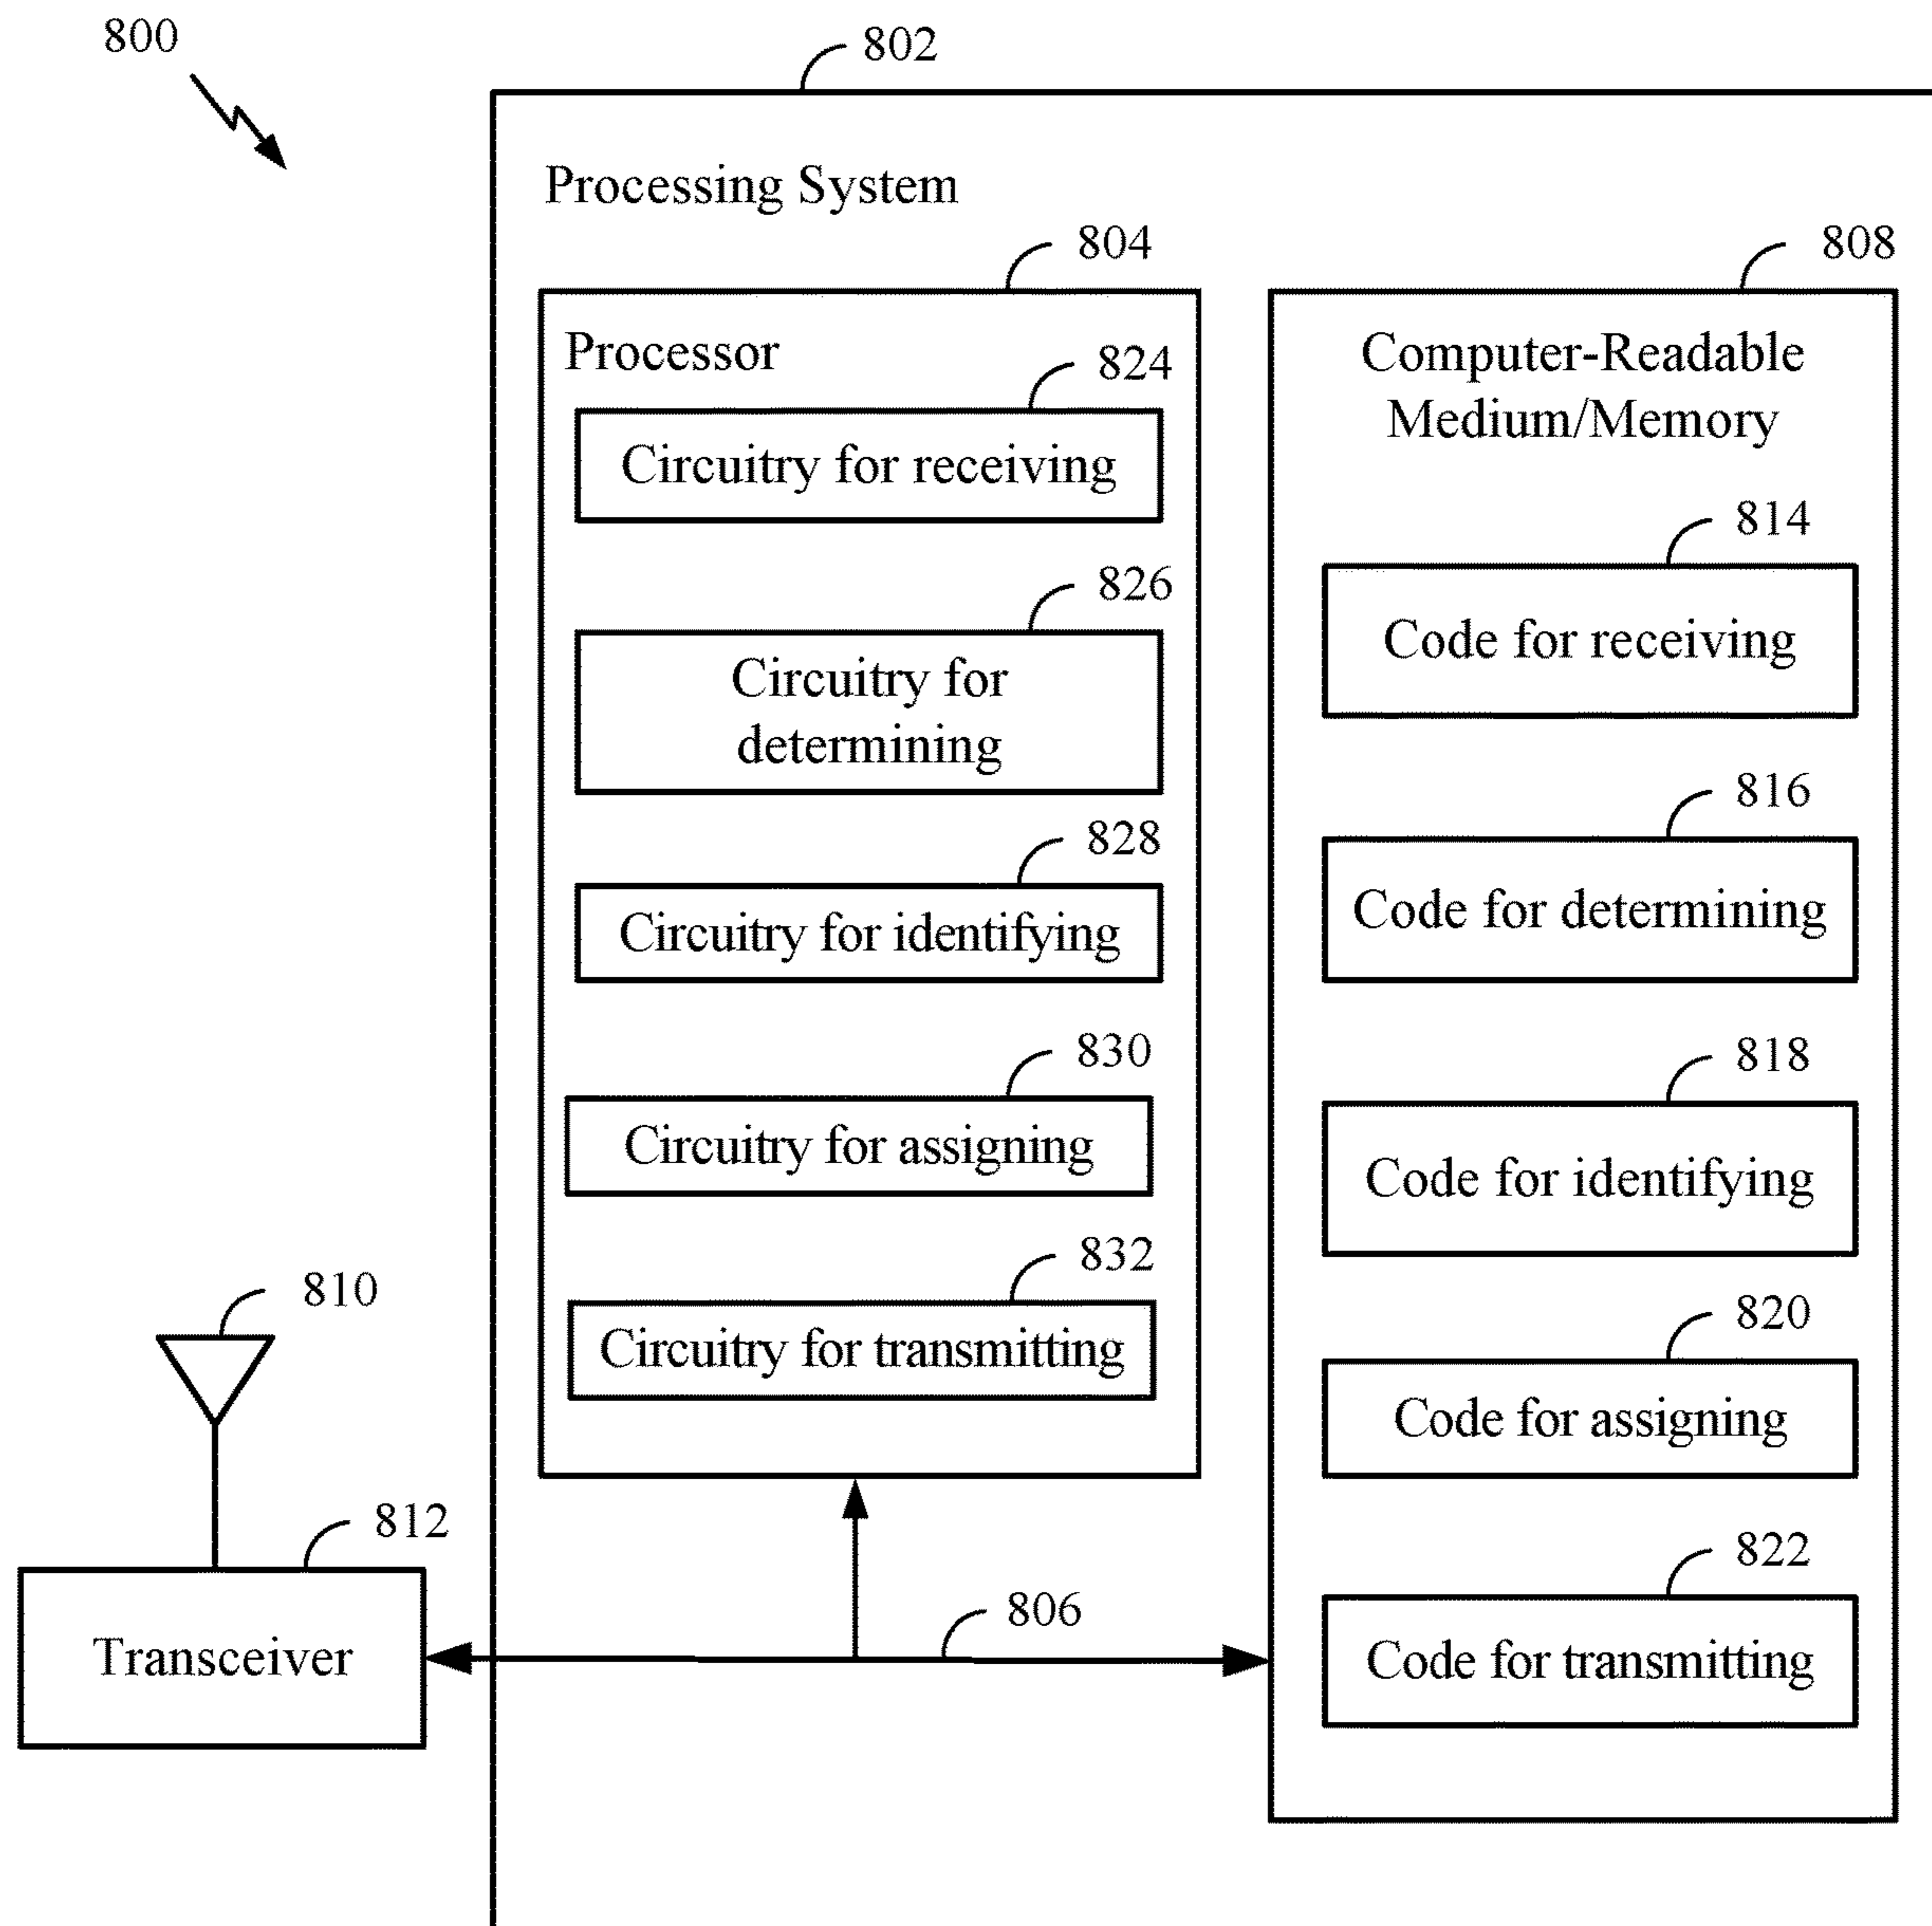 800
802
Processing System
804
808
Processor
824
Circuitry for receiving
826
Circuitry for
determining
828
Circuitry for identifying
830
Circuitry for assigning
832
Circuitry for transmitting
Computer-Readable
Medium/Memory
814
Code for receiving
816
Code for determining
818
Code for identifying
820
Code for assigning
822
Code for transmitting
810
812
Transceiver
806